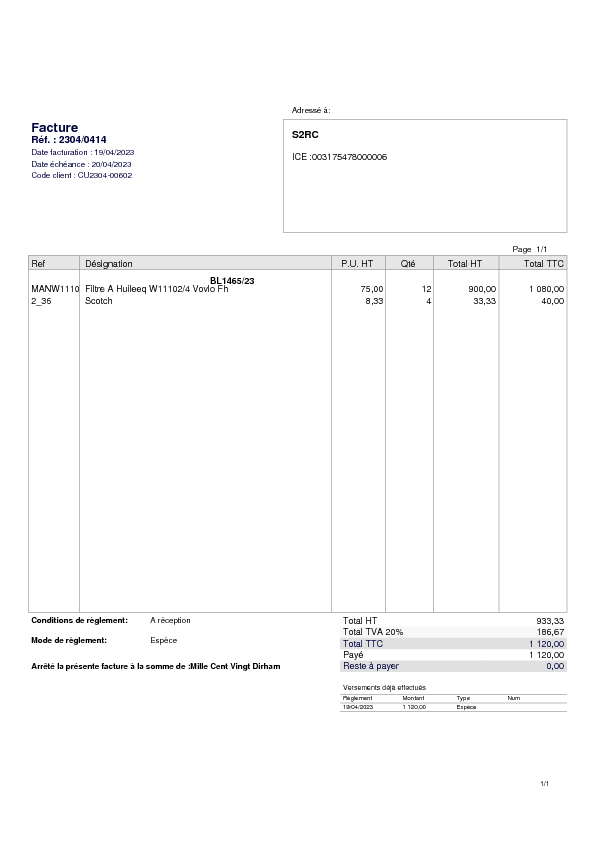 Adressé à:
Facture
Réf. : 2304/0414
Date facturation : 19/04/2023
Date échéance : 20/04/2023
Code client : CU2304-00602
S2RC
ICE :003175478000006
Page 1/1
Ref Désignation P.U. HT Qté Total HT Total TTC
BL1465/23
MANW1110 Filtre A Huileeq W11102/4 Vovlo Fh 75,00 12 900,00 1 080,00
2_36 Scotch 8,33 4 33,33 40,00
Conditions de règlement: A réception
Mode de règlement: Espèce
Arrêté la présente facture à la somme de :Mille Cent Vingt Dirham
Total HT 933,33
Total TVA 20% 186,67
Total TTC 1 120,00
Payé 1 120,00
Reste à payer 0,00
Versements déjà effectués
Règlement Montant Type Num
19/04/2023 1 120,00 Espèce
1/1